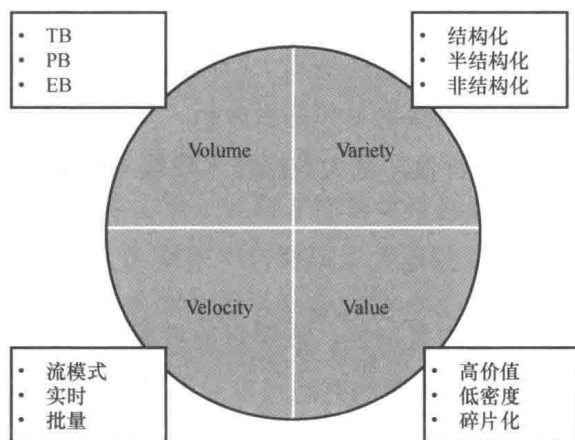 • TB
• PB
• EB
• 结构化
• 半结构化
• 非结构化
Volume
Variety
Velocity
Value
• 流模式
• 实时
• 批量
• 高价值
• 低密度
• 碎片化